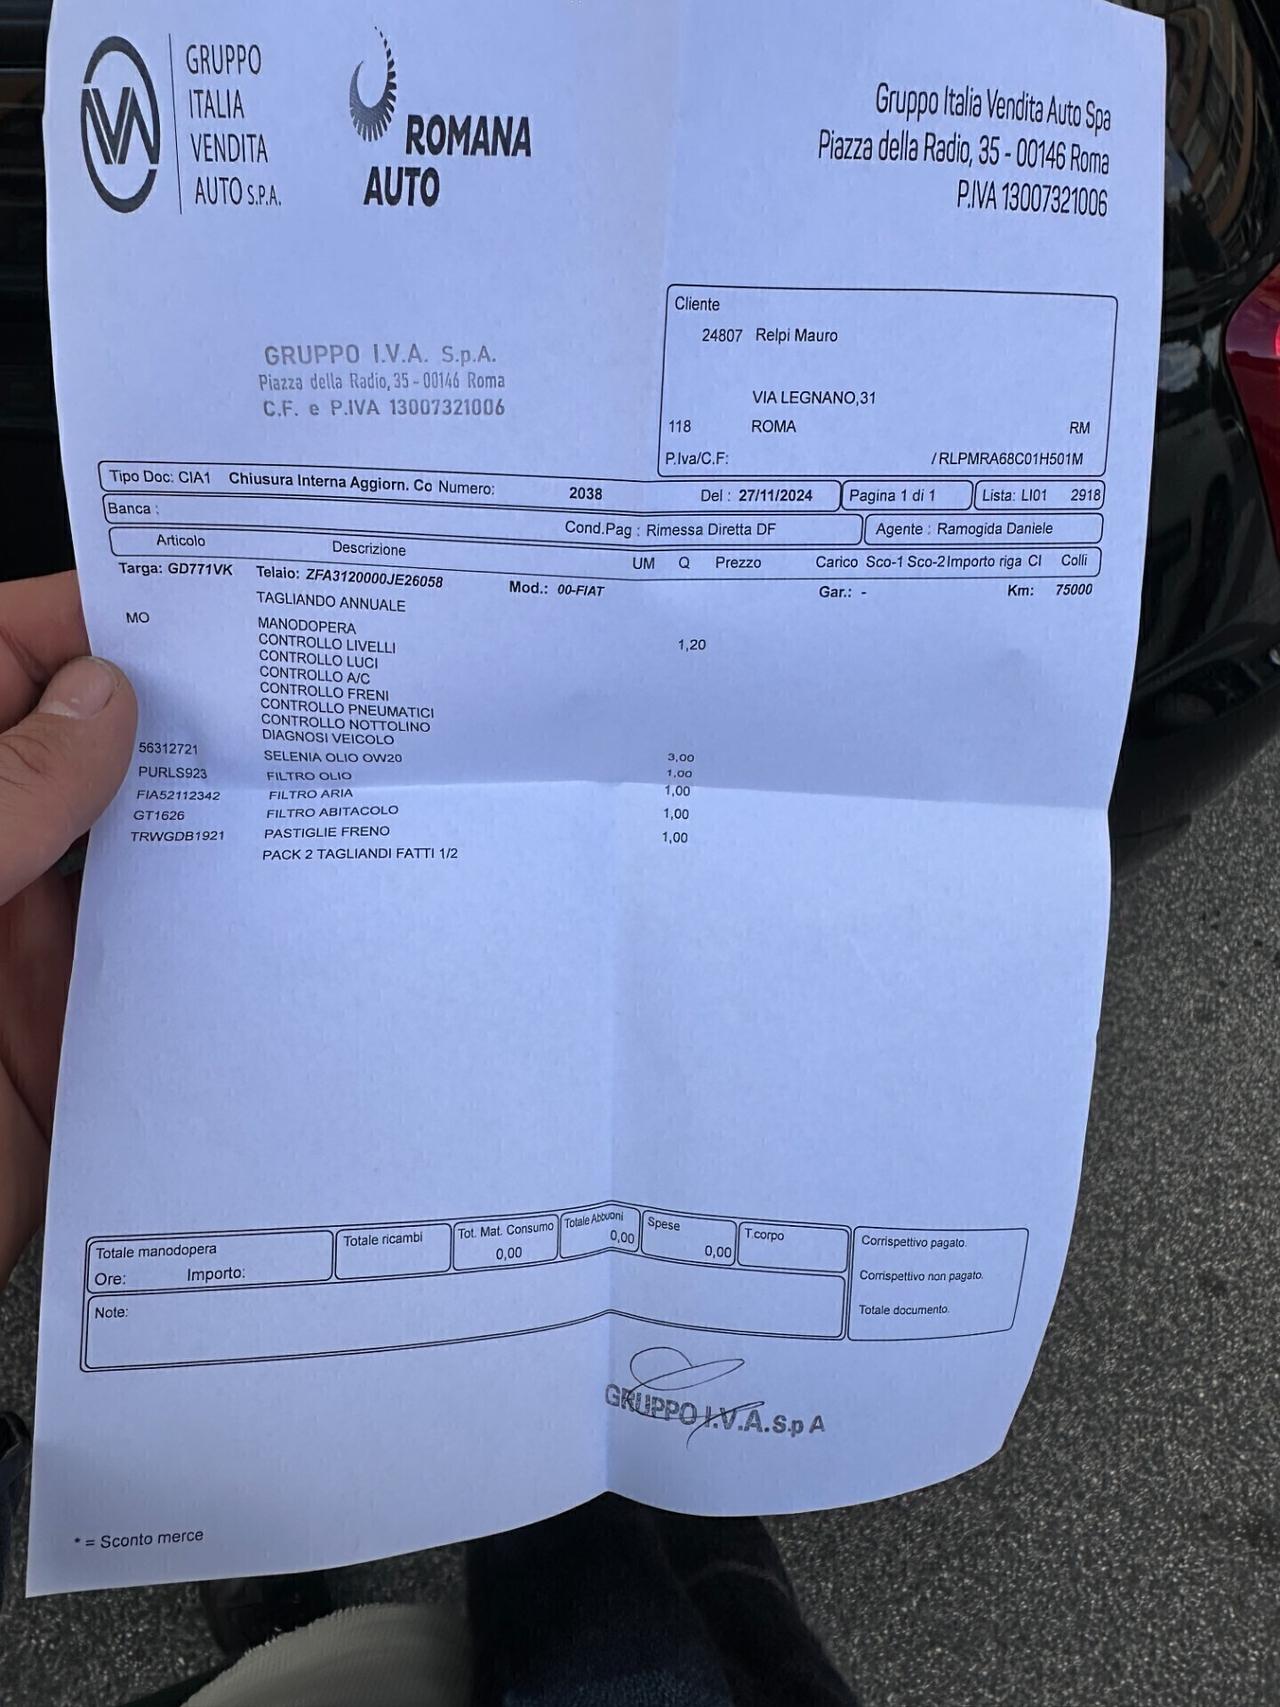 GRUPPO
ITALIA
VENDITA
AUTO S.P.A.
ROMANA
AUTO
Gruppo Italia Vendita Auto Spa
Piazza della Radio, 35 - 00146 Roma
P.IVA 13007321006
Cliente
24807 Relpi Mauro
VIA LEGNANO,31
118 ROMA RM
P.Iva/C.F: /RLPMRA68C01H501M
GRUPPO I.V.A. S.p.A.
Piazza della Radio, 35 - 00146 Roma
C.F. e P.IVA 13007321006
Tipo Doc: CIA1 Chiusura Interna Aggiorn. Co Numero: 2038 Del : 27/11/2024 Pagina 1 di 1 Lista: LI01 2918
Banca : Cond.Pag : Rimessa Diretta DF Agente : Ramogida Daniele
Articolo Descrizione UM Q Prezzo Carico Sco-1 Sco-2 Importo riga CI Colli
Targa: GD771VK Telaio: ZFA3120000JE26058 Mod.: 00-FIAT Gar.: - Km: 75000
TAGLIANDO ANNUALE
MO MANODOPERA 1,20
CONTROLLO LIVELLI
CONTROLLO LUCI
CONTROLLO A/C
CONTROLLO FRENI
CONTROLLO PNEUMATICI
CONTROLLO NOTTOLINO
DIAGNOSI VEICOLO
56312721 SELENIA OLIO OW20 3,00
PURLS923 FILTRO OLIO 1,00
FIA52112342 FILTRO ARIA 1,00
GT1626 FILTRO ABITACOLO 1,00
TRWGDB1921 PASTIGLIE FRENO 1,00
PACK 2 TAGLIANDI FATTI 1/2
Totale manodopera Totale ricambi Tot. Mat. Consumo Totale Abbuoni Spese T.corpo Corrispettivo pagato.
Ore: Importo: 0,00 0,00 0,00
Corrispettivo non pagato.
Note: Totale documento.
GRUPPO I.V.A. S.p A
* = Sconto merce